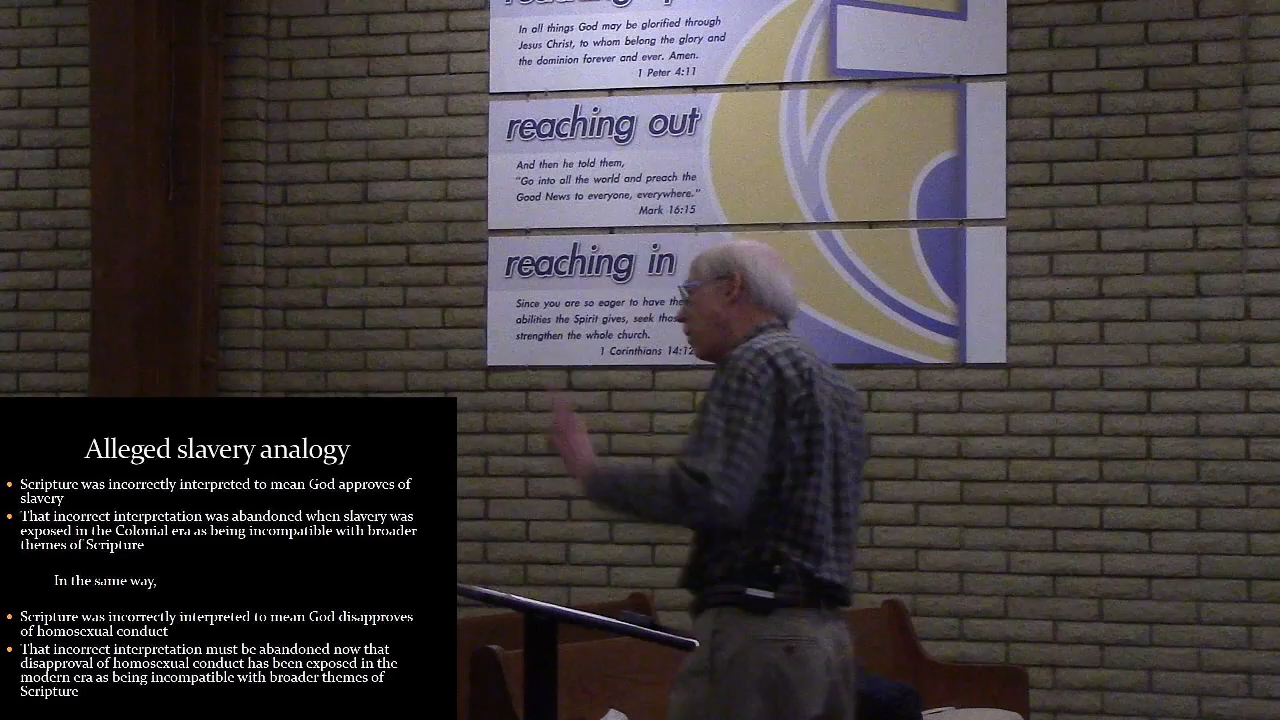 In all things God may be glorified through
Jesus Christ, to whom belong the glory and
the dominion forever and ever. Amen.
1 Peter 4:11
reaching out
And then he told them,
"Go into all the world and preach the
Good News to everyone, everywhere."
Mark 16:15
reaching in
Since you are so eager to have the
abilities the Spirit gives, seek
strengthen the whole church.
1 Corinthians 14:12
Alleged slavery analogy
• Scripture was incorrectly interpreted to mean God approves of
slavery
• That incorrect interpretation was abandoned when slavery was
exposed in the Colonial era as being incompatible with broader
themes of Scripture
In the same way,
• Scripture was incorrectly interpreted to mean God disapproves
of homosexual conduct
• That incorrect interpretation must be abandoned now that
disapproval of homosexual conduct has been exposed in the
modern era as being incompatible with broader themes of
Scripture